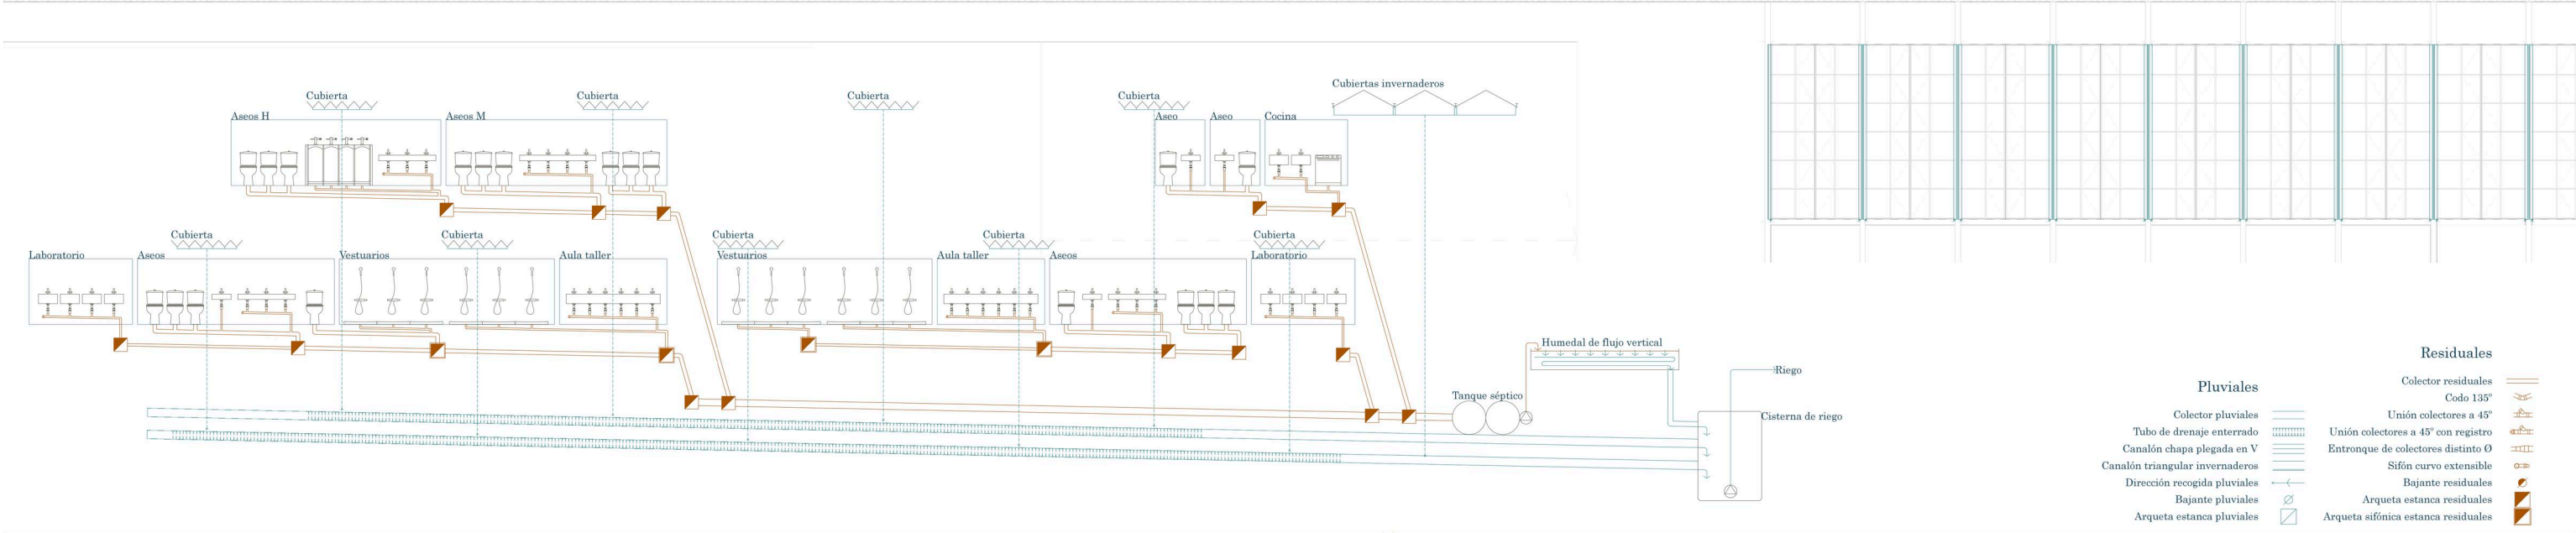 Cubiertas invernaderos
Cubierta
Cubierta
Cubierta
Cubierta
Aseos H
Aseos M
Aseo
Aseo
Cocina
Cubierta
Cubierta
Cubierta
Cubierta
Cubierta
Laboratorio
Aseos
Vestuarios
Aula taller
Vestuarios
Aula taller
Aseos
Laboratorio
Humedal de flujo vertical
Riego
Tanque séptico
Cisterna de riego
Pluviales
Colector pluviales
Tubo de drenaje enterrado
Canalón chapa plegada en V
Canalón triangular invernaderos
Dirección recogida pluviales
Bajante pluviales
Arqueta estanca pluviales
Residuales
Colector residuales
Codo 135º
Unión colectores a 45º
Unión colectores a 45º con registro
Entronque de colectores distinto Ø
Sifón curvo extensible
Bajante residuales
Arqueta estanca residuales
Arqueta sifónica estanca residuales